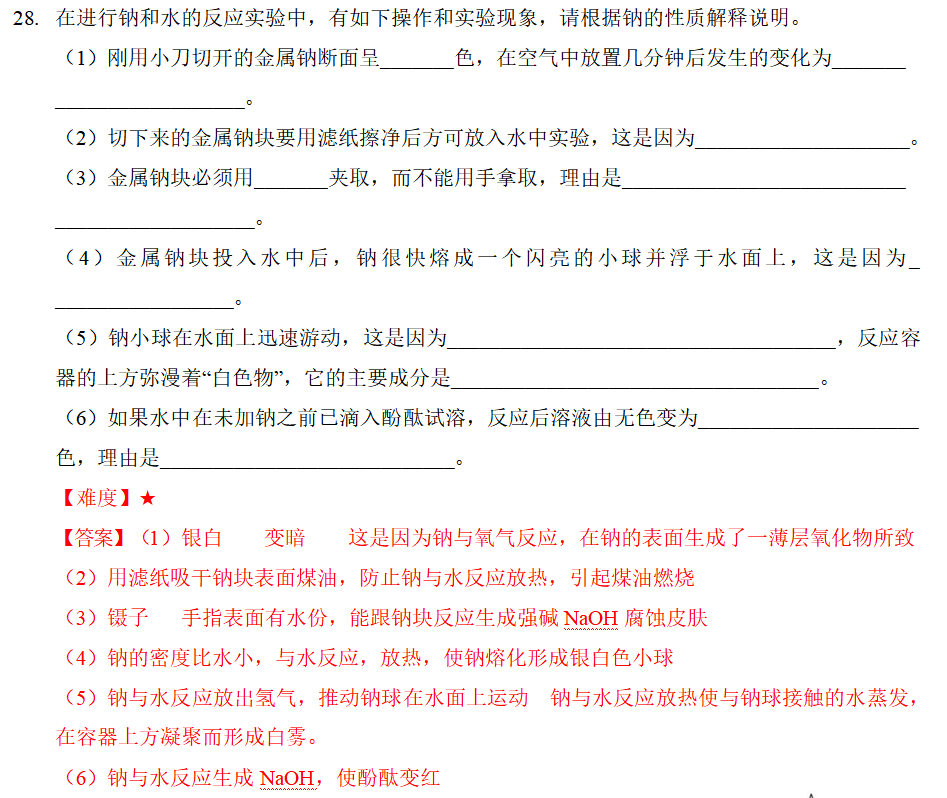 28. 在进行钠和水的反应实验中，有如下操作和实验现象，请根据钠的性质解释说明。
（1）刚用小刀切开的金属钠断面呈_______色，在空气中放置几分钟后发生的变化为_______
__________________。
（2）切下来的金属钠块要用滤纸擦净后方可放入水中实验，这是因为____________________。
（3）金属钠块必须用_______夹取，而不能用手拿取，理由是___________________________
___________________。
（4）金属钠块投入水中后，钠很快熔成一个闪亮的小球并浮于水面上，这是因为_
_________________。
（5）钠小球在水面上迅速游动，这是因为_____________________________________，反应容
器的上方弥漫着“白色物”，它的主要成分是___________________________________。
（6）如果水中在未加钠之前已滴入酚酞试溶，反应后溶液由无色变为_____________________
色，理由是____________________________。
【难度】★
【答案】（1）银白 变暗 这是因为钠与氧气反应，在钠的表面生成了一薄层氧化物所致
（2）用滤纸吸干钠块表面煤油，防止钠与水反应放热，引起煤油燃烧
（3）镊子 手指表面有水份，能跟钠块反应生成强碱 NaOH 腐蚀皮肤
（4）钠的密度比水小，与水反应，放热，使钠熔化形成银白色小球
（5）钠与水反应放出氢气，推动钠球在水面上运动 钠与水反应放热使与钠球接触的水蒸发，
在容器上方凝聚而形成白雾。
（6）钠与水反应生成 NaOH，使酚酞变红